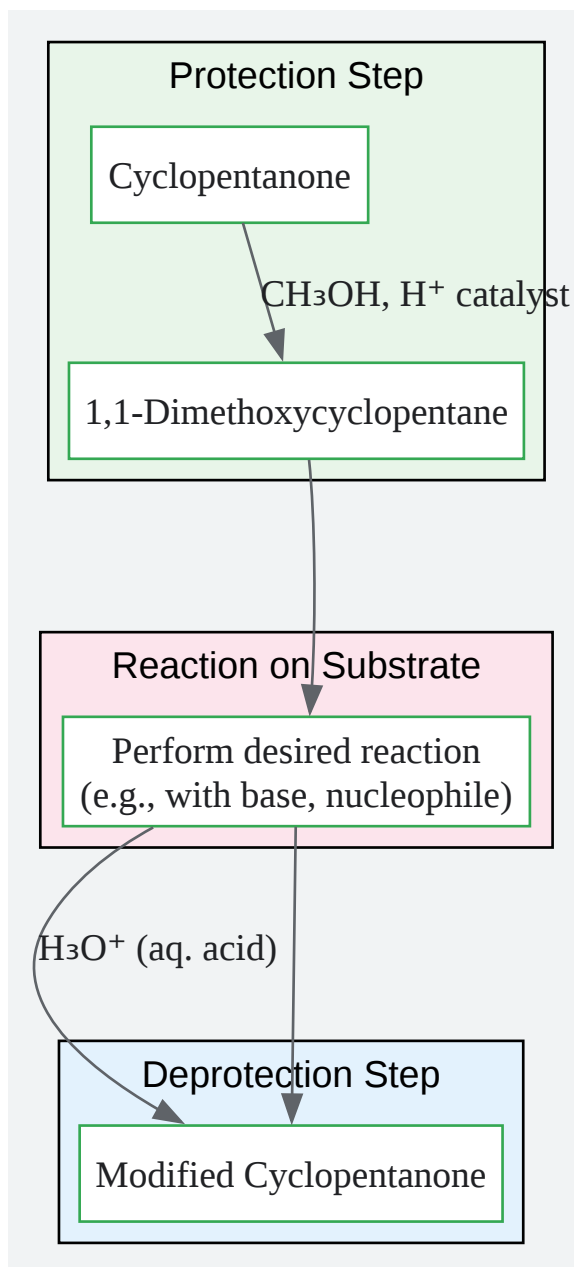 Protection Step
Cyclopentanone
CH₃OH, H⁺ catalyst
1,1-Dimethoxycyclopentane
Reaction on Substrate
Perform desired reaction
(e.g., with base, nucleophile)
H₃O⁺ (aq. acid)
Deprotection Step
Modified Cyclopentanone